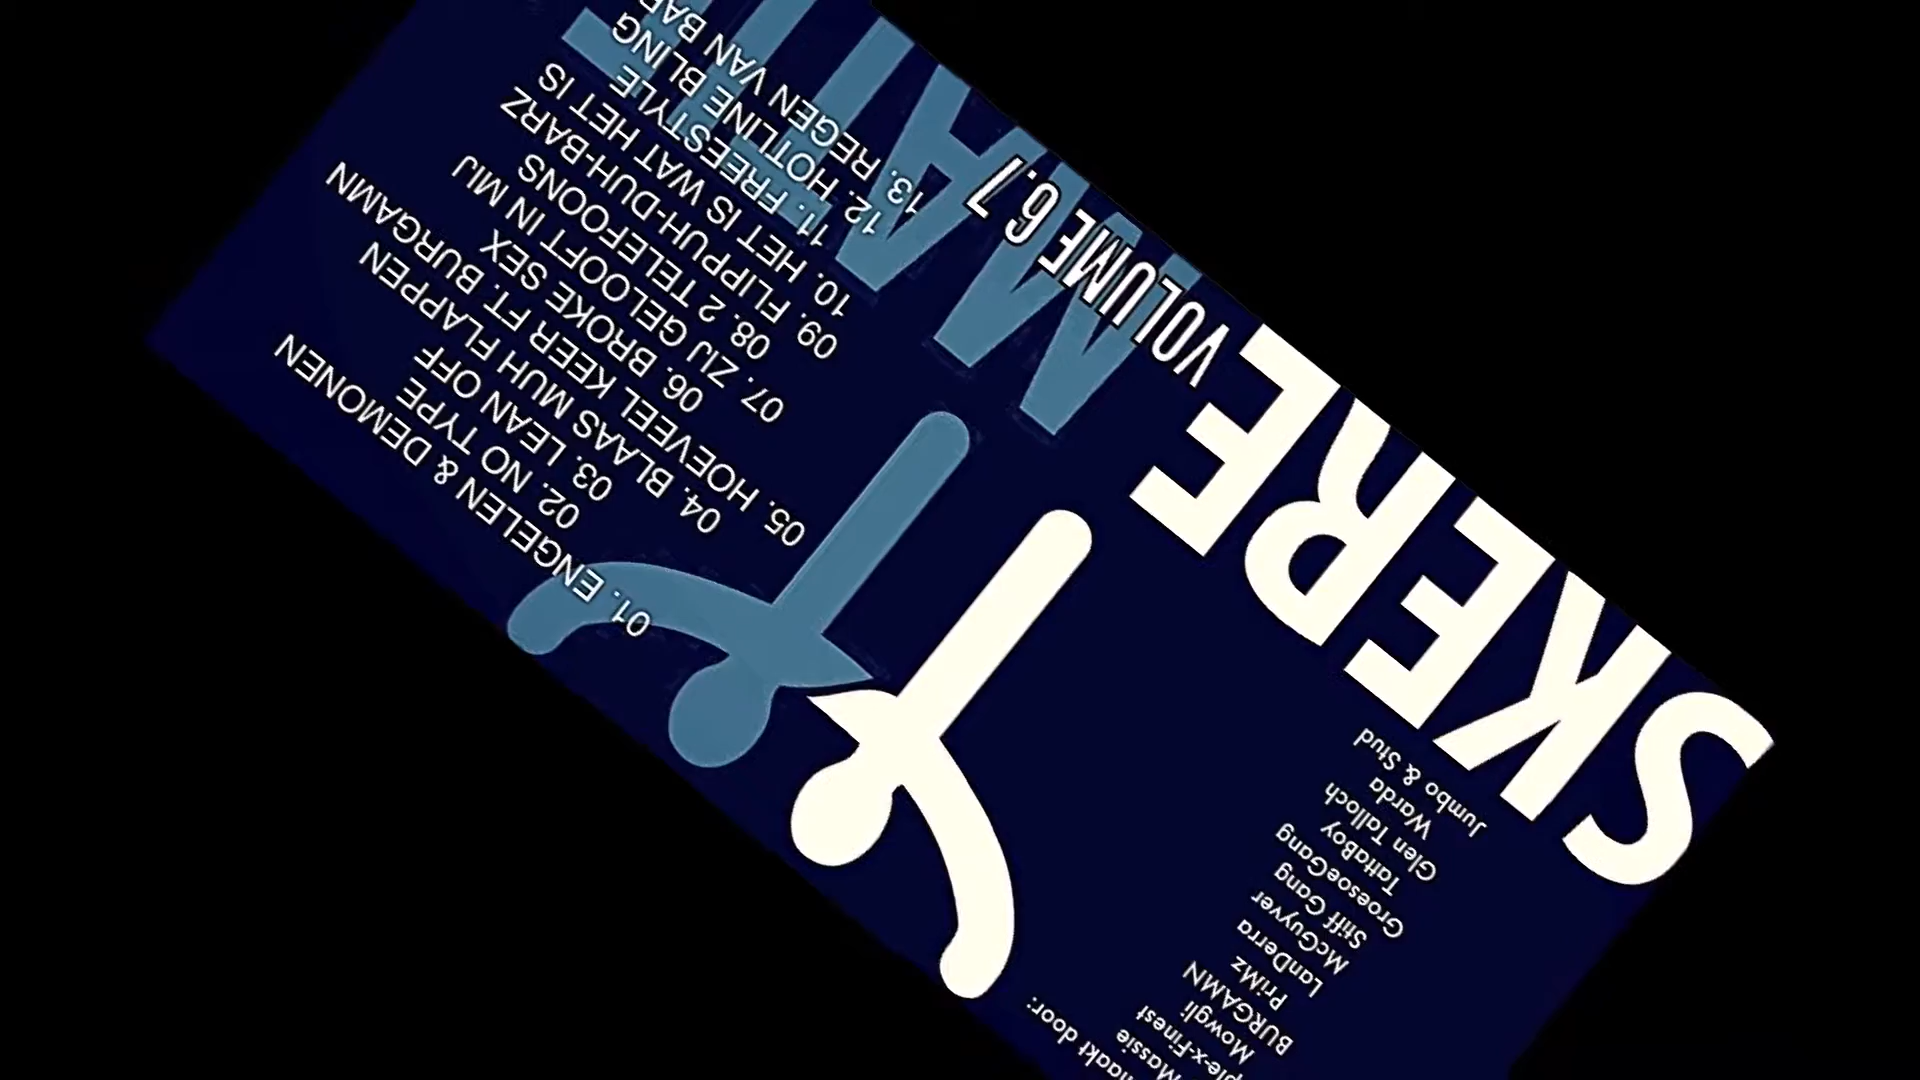 SKERE
VOLUME 6.7
01. ENGELEN & DEMONEN
02. NO TYPE
03. LEAN OFF
04. BLAAS MUH FLAPPEN
05. HOEVEEL KEER FT. BURGAMN
06. BROKE SEX
07. ZIJ GELOOFT IN MIJ
08. 2 TELEFOONS
09. FLIPPUH-DUH-BARZ
10. HET IS WAT HET IS
11. FREESTYLE
12. HOTLINE BLING
13. REGEN VAN
door:
Massie
Mowgli
BURGAMN
PriMz
LanDerra
McGuyver
Stiff Gang
GroesoeGang
TattaBoy
Glen Talloch
Warda
Jumbo & Stud